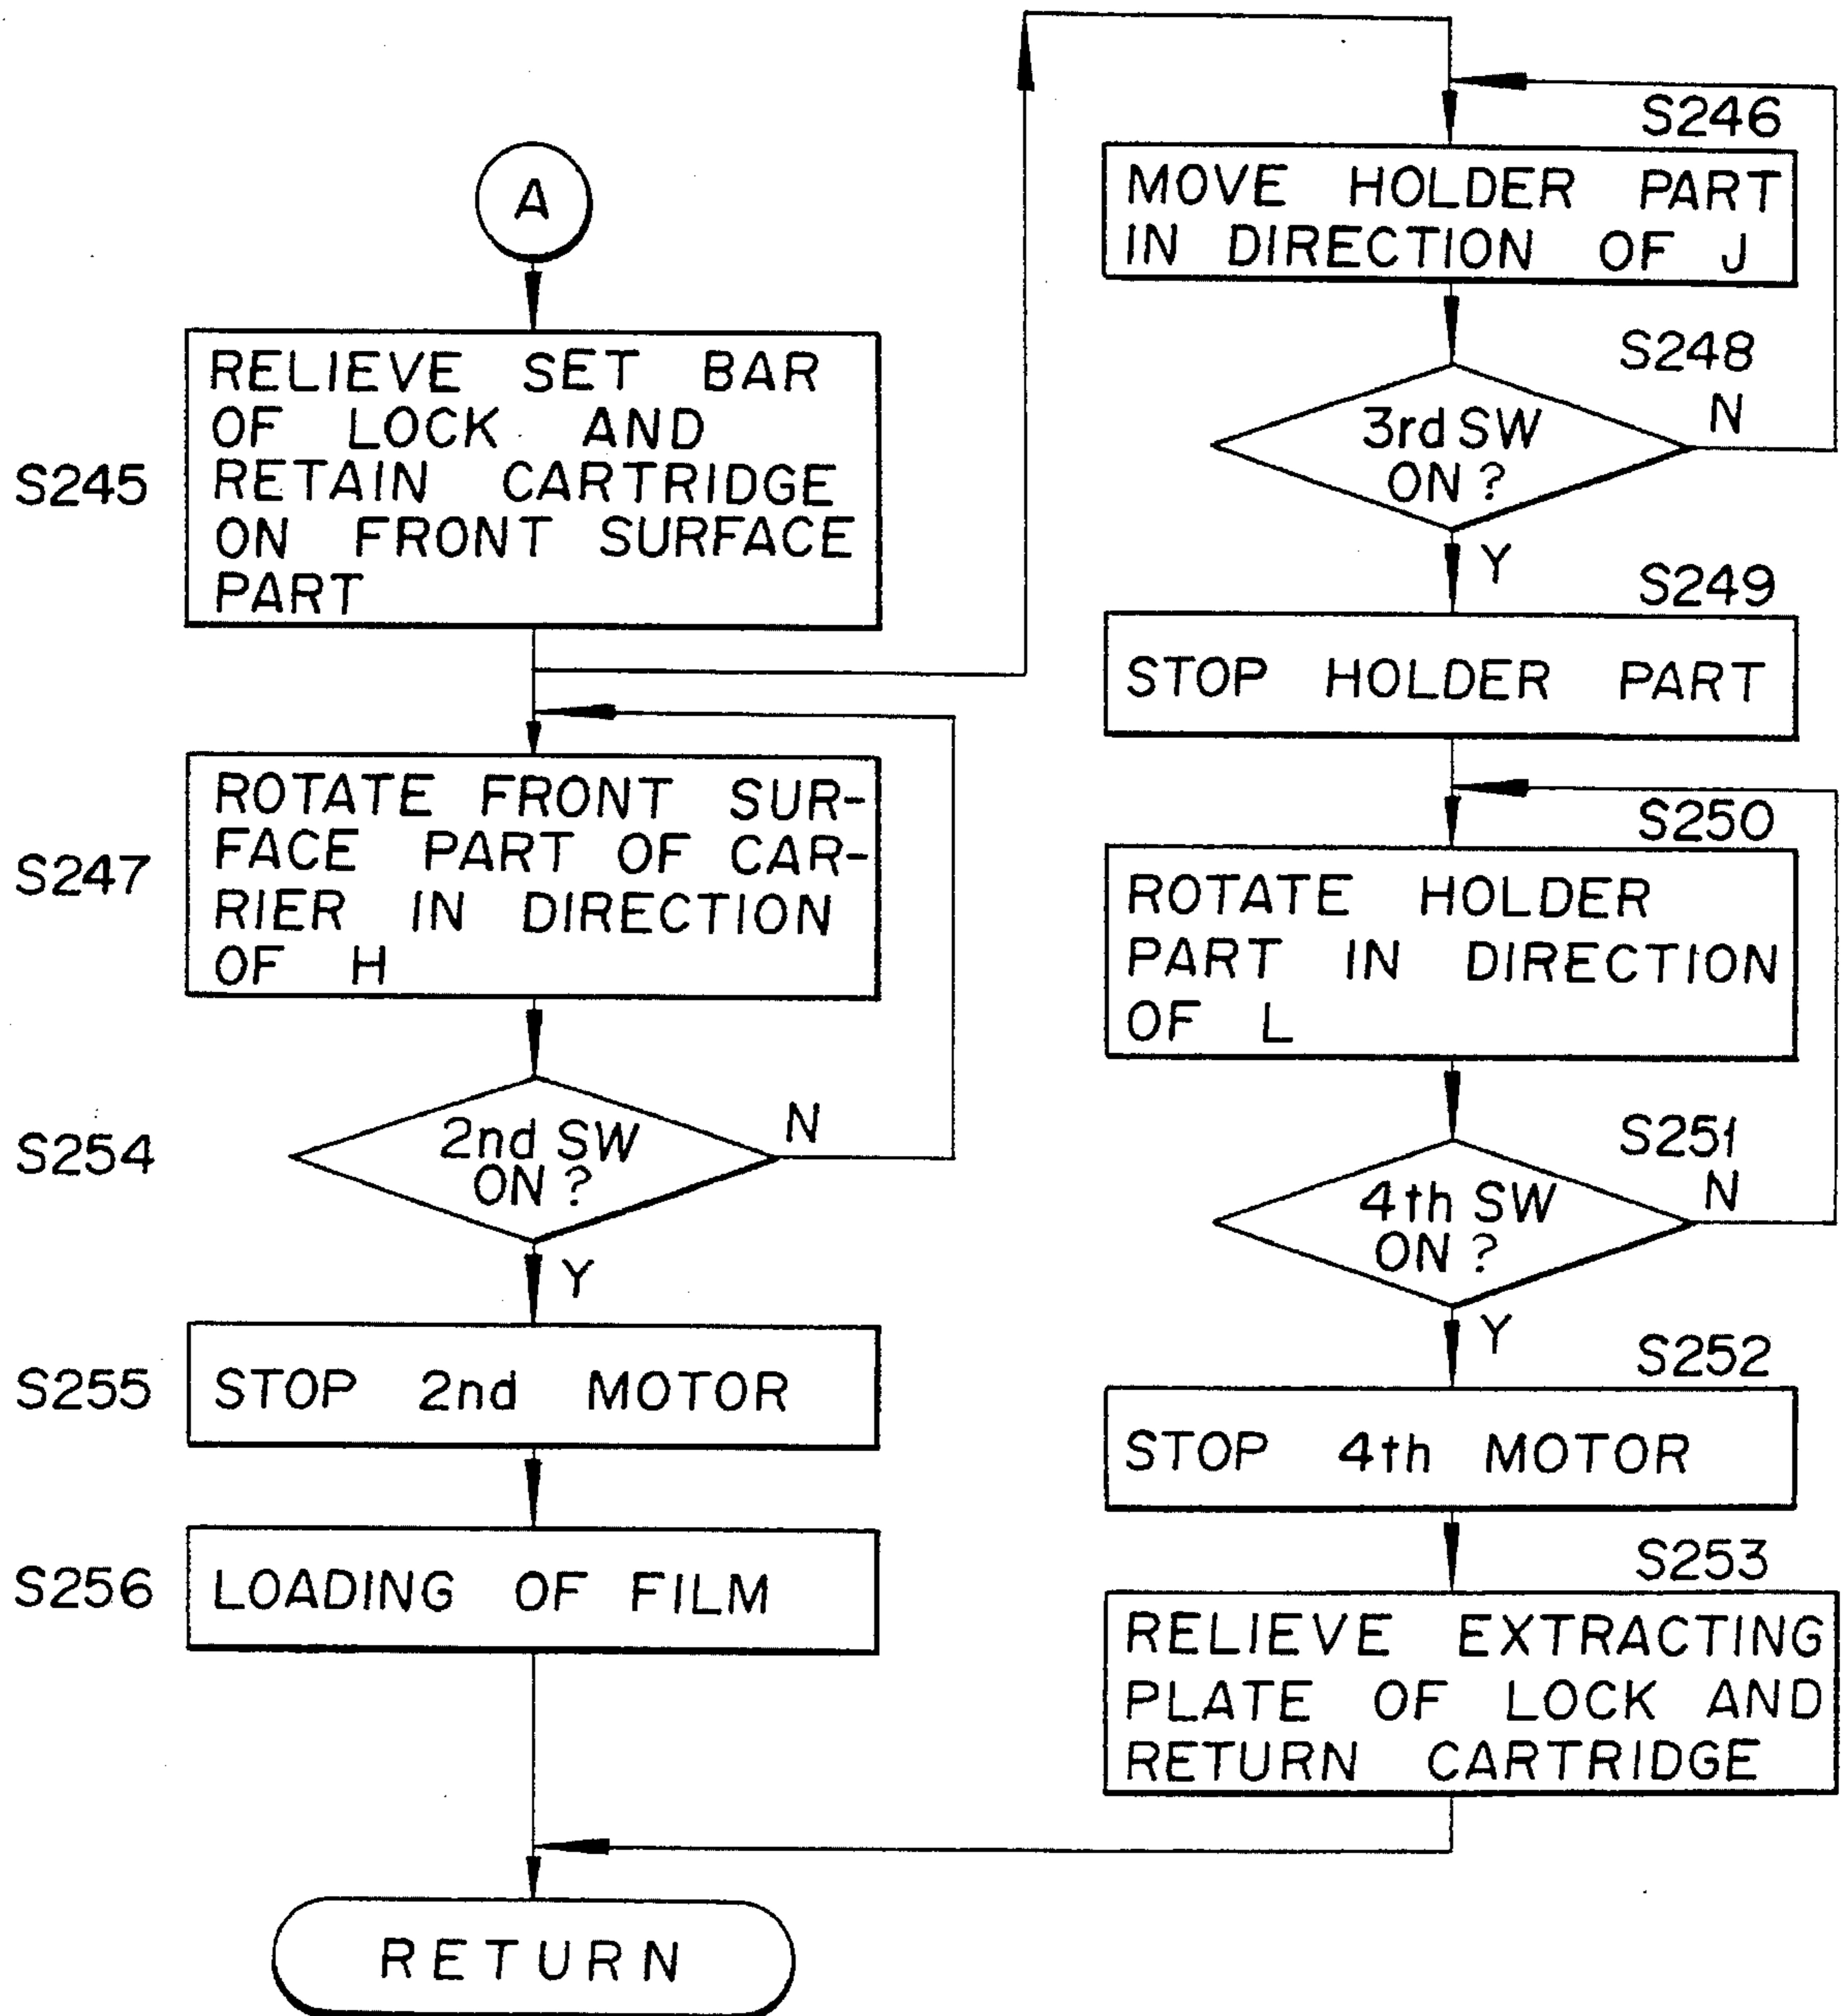 A
S245
RELIEVE SET BAR
OF LOCK AND
RETAIN CARTRIDGE
ON FRONT SURFACE
PART
S247
ROTATE FRONT SUR-
FACE PART OF CAR-
RIER IN DIRECTION
OF H
S254
2nd SW
ON ?
N
Y
S255
STOP 2nd MOTOR
S256
LOADING OF FILM
RETURN
S246
MOVE HOLDER PART
IN DIRECTION OF J
S248
3rd SW
ON ?
N
Y
S249
STOP HOLDER PART
S250
ROTATE HOLDER
PART IN DIRECTION
OF L
S251
4th SW
ON ?
N
Y
S252
STOP 4th MOTOR
S253
RELIEVE EXTRACTING
PLATE OF LOCK AND
RETURN CARTRIDGE